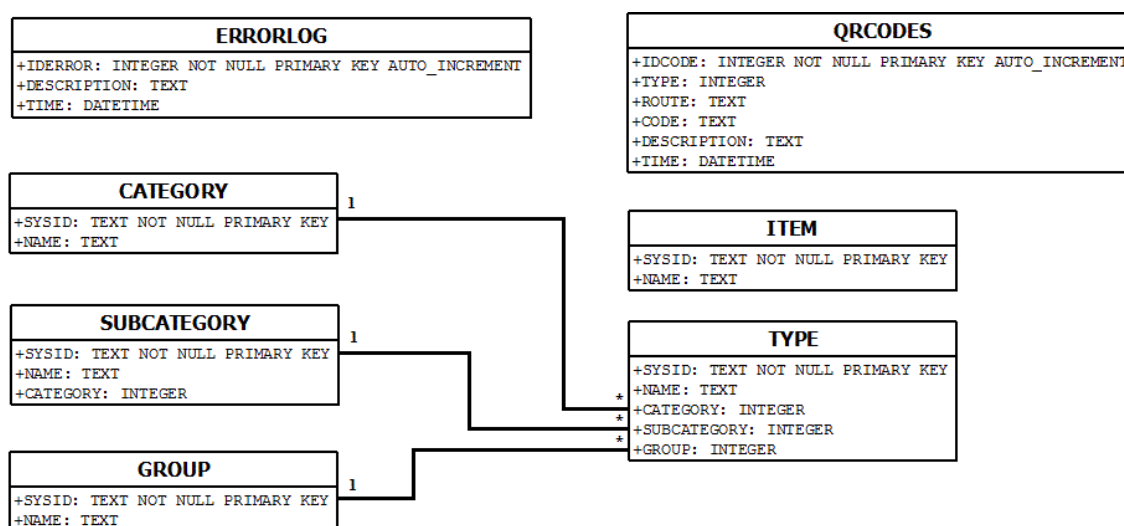 ERRORLOG
+IDERROR: INTEGER NOT NULL PRIMARY KEY AUTO_INCREMENT
+DESCRIPTION: TEXT
+TIME: DATETIME
QRCODES
+IDCODE: INTEGER NOT NULL PRIMARY KEY AUTO_INCREMENT
+TYPE: INTEGER
+ROUTE: TEXT
+CODE: TEXT
+DESCRIPTION: TEXT
+TIME: DATETIME
CATEGORY
+SYSID: TEXT NOT NULL PRIMARY KEY
+NAME: TEXT
1
ITEM
+SYSID: TEXT NOT NULL PRIMARY KEY
+NAME: TEXT
SUBCATEGORY
+SYSID: TEXT NOT NULL PRIMARY KEY
+NAME: TEXT
+CATEGORY: INTEGER
1
TYPE
+SYSID: TEXT NOT NULL PRIMARY KEY
+NAME: TEXT
* +CATEGORY: INTEGER
* +SUBCATEGORY: INTEGER
* +GROUP: INTEGER
GROUP
+SYSID: TEXT NOT NULL PRIMARY KEY
+NAME: TEXT
1